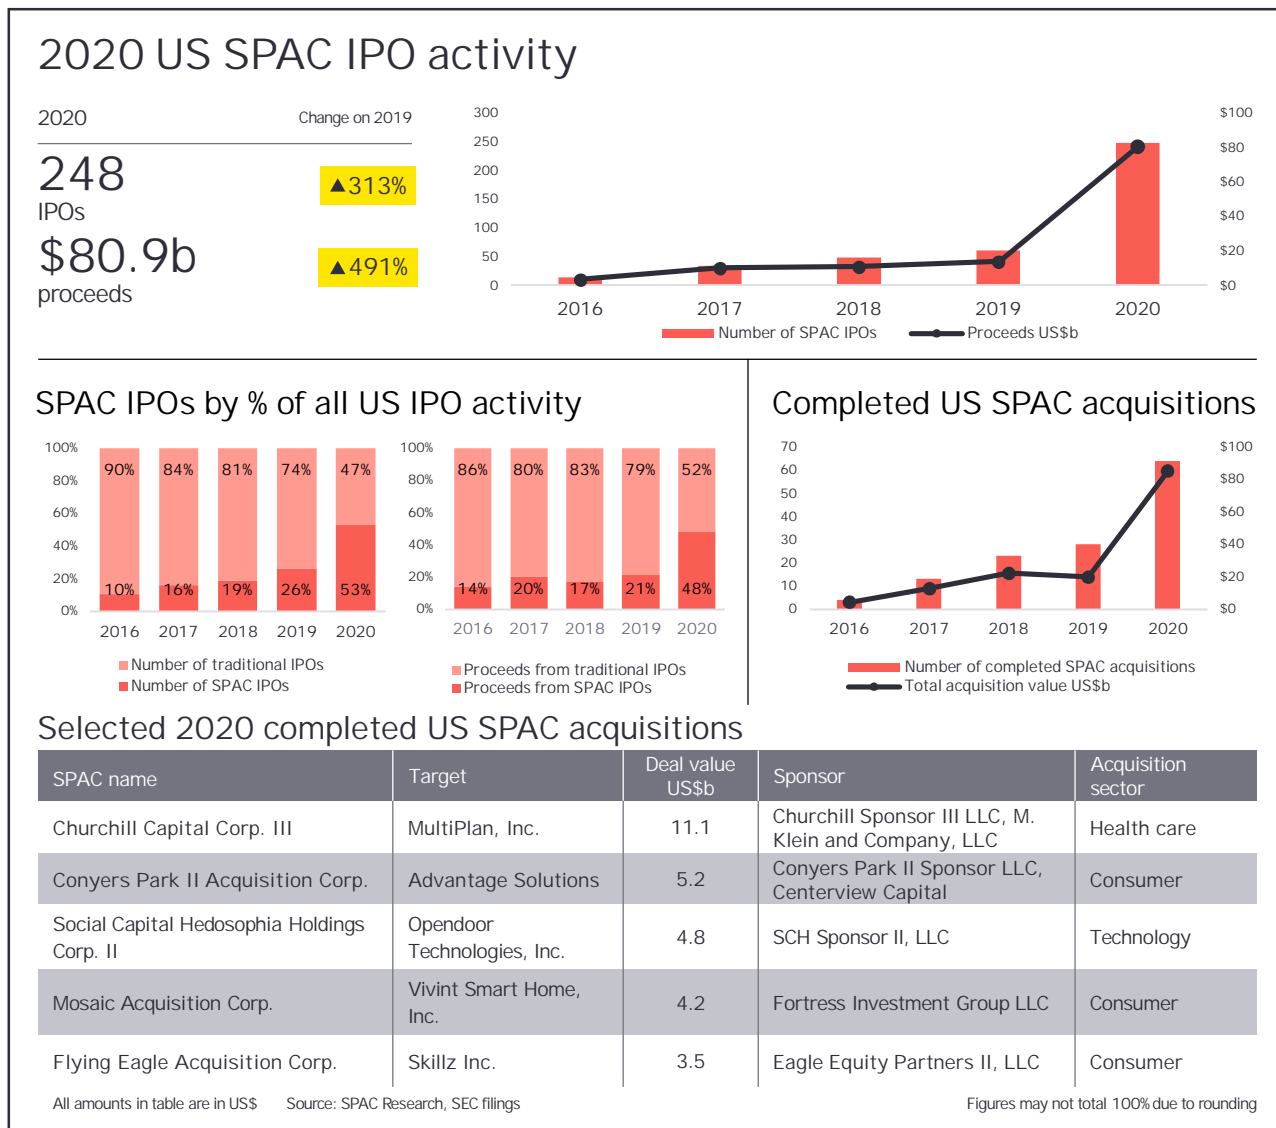 2020 US SPAC IPO activity
2020 Change on 2019
248
IPOs
▲313%
$80.9b
proceeds
▲491%
300
250
200
150
100
50
0
$100
$80
$60
$40
$20
$0
2016 2017 2018 2019 2020
Number of SPAC IPOs Proceeds US$b
SPAC IPOs by % of all US IPO activity
100%
80%
60%
40%
20%
0%
90% 84% 81% 74% 47%
10% 16% 19% 26% 53%
2016 2017 2018 2019 2020
Number of traditional IPOs
Number of SPAC IPOs
100%
80%
60%
40%
20%
0%
86% 80% 83% 79% 52%
14% 20% 17% 21% 48%
2016 2017 2018 2019 2020
Proceeds from traditional IPOs
Proceeds from SPAC IPOs
Completed US SPAC acquisitions
70
60
50
40
30
20
10
0
$100
$80
$60
$40
$20
$0
2016 2017 2018 2019 2020
Number of completed SPAC acquisitions
Total acquisition value US$b
Selected 2020 completed US SPAC acquisitions
SPAC name
Target
Deal value
US$b
Sponsor
Acquisition
sector
Churchill Capital Corp. III
MultiPlan, Inc.
11.1
Churchill Sponsor III LLC, M.
Klein and Company, LLC
Health care
Conyers Park II Acquisition Corp.
Advantage Solutions
5.2
Conyers Park II Sponsor LLC,
Centerview Capital
Consumer
Social Capital Hedosophia Holdings
Corp. II
Opendoor
Technologies, Inc.
4.8
SCH Sponsor II, LLC
Technology
Mosaic Acquisition Corp.
Vivint Smart Home,
Inc.
4.2
Fortress Investment Group LLC
Consumer
Flying Eagle Acquisition Corp.
Skillz Inc.
3.5
Eagle Equity Partners II, LLC
Consumer
All amounts in table are in US$ Source: SPAC Research, SEC filings
Figures may not total 100% due to rounding